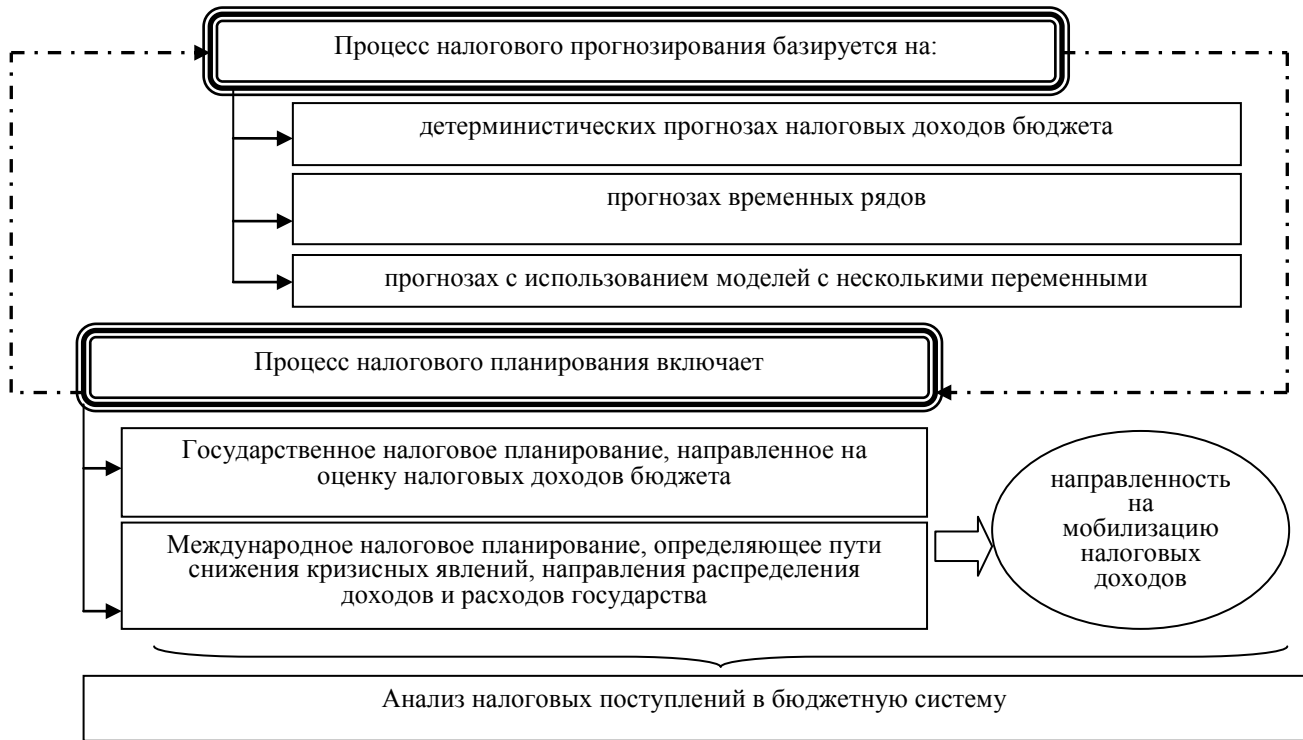 Процесс налогового прогнозирования базируется на:
детерминистических прогнозах налоговых доходов бюджета
прогнозах временных рядов
прогнозах с использованием моделей с несколькими переменными
Процесс налогового планирования включает
Государственное налоговое планирование, направленное на
оценку налоговых доходов бюджета
Международное налоговое планирование, определяющее пути
снижения кризисных явлений, направления распределения
доходов и расходов государства
направленность
на
мобилизацию
налоговых
доходов
Анализ налоговых поступлений в бюджетную систему